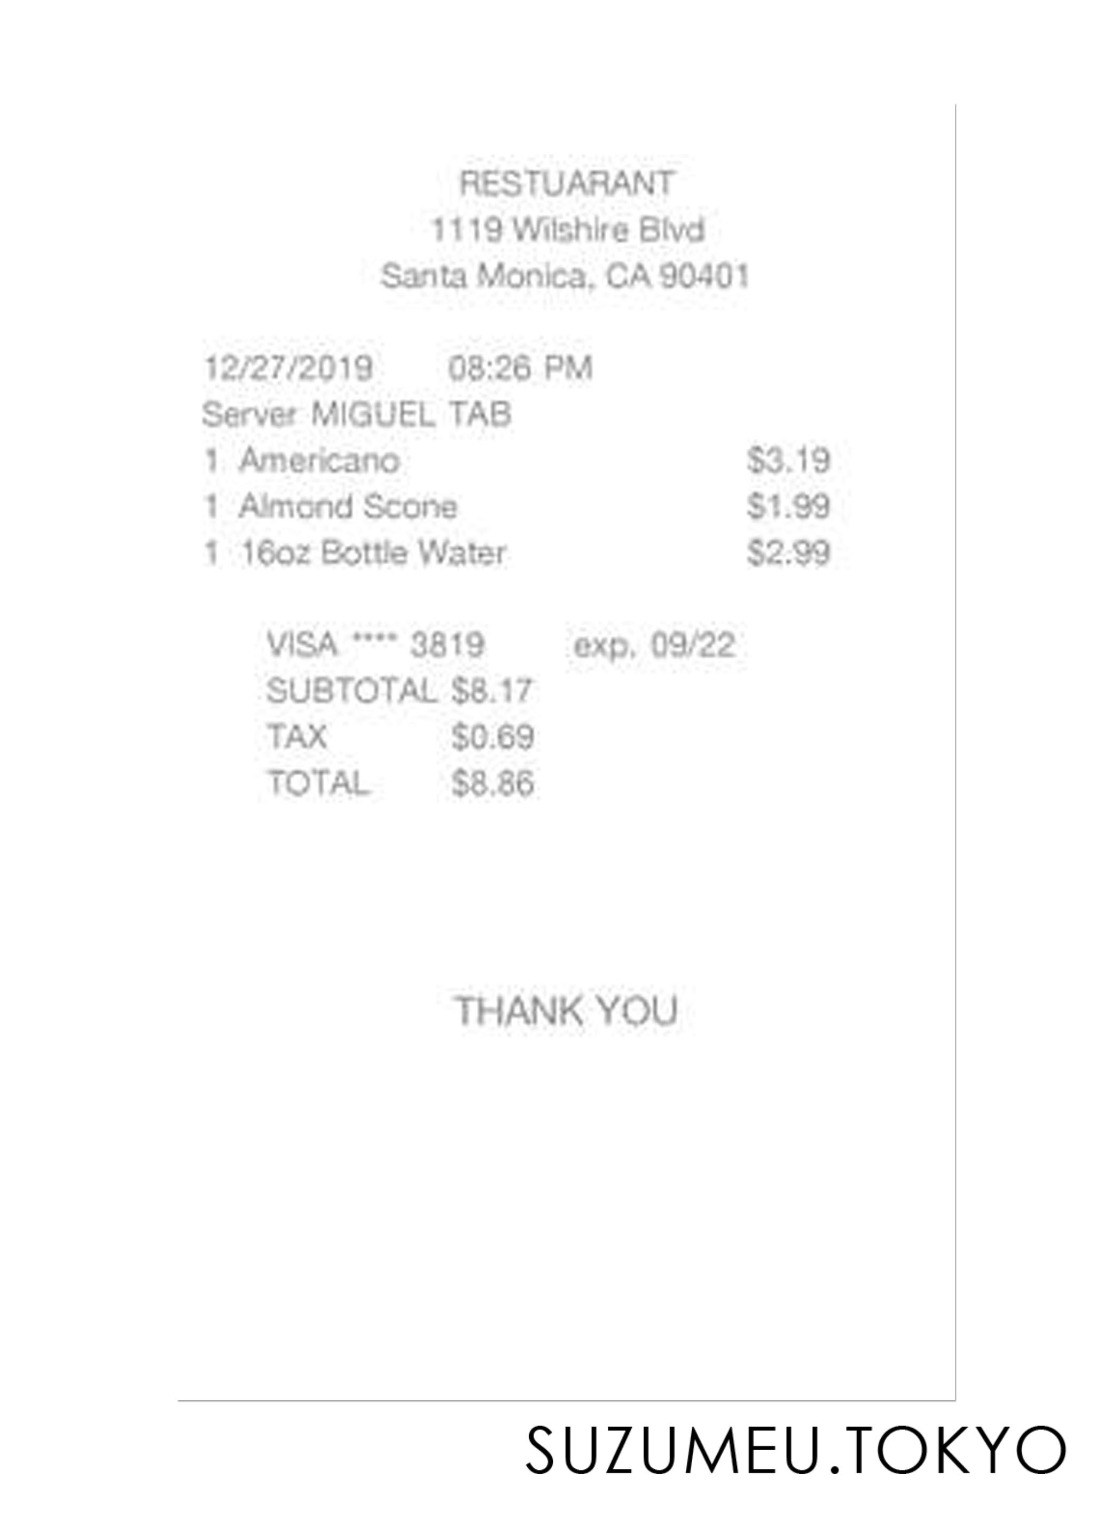 RESTUARANT
1119 Wilshire Blvd
Santa Monica, CA 90401
12/27/2019 08:26 PM
Server MIGUEL TAB
1 Americano $3.19
1 Almond Scone $1.99
1 16oz Bottle Water $2.99
VISA **** 3819 exp. 09/22
SUBTOTAL $8.17
TAX $0.69
TOTAL $8.86
THANK YOU
SUZUMEU.TOKYO